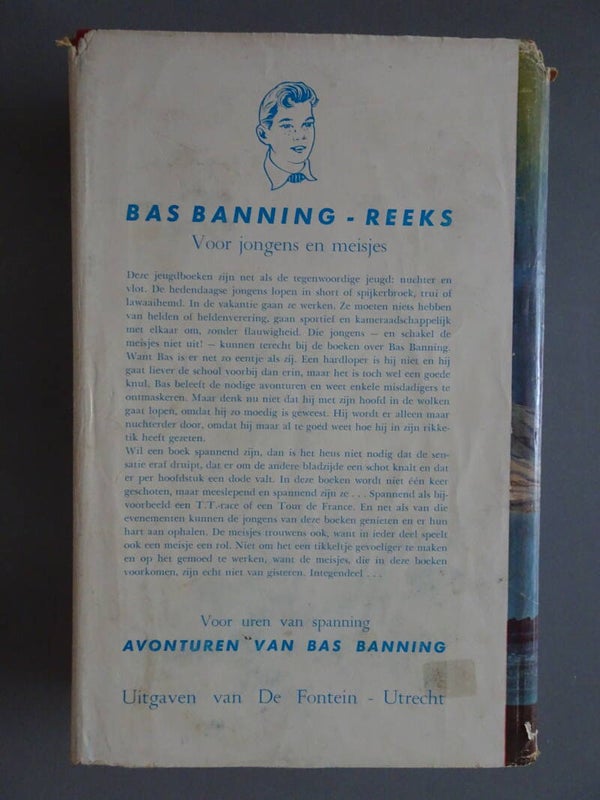 BAS BANNING - REEKS
Voor jongens en meisjes
Deze jeugdboeken zijn net als de tegenwoordige jeugd: nuchter en
vlot. De hedendaagse jongens lopen in short of spijkerbroek, trui of
lawaaihemd. In de vakantie gaan ze werken. Ze moeten niets hebben
van helden of heldenverering, gaan sportief en kameraadschappelijk
met elkaar om, zonder flauwigheid. Die jongens – en schakel de
meisjes niet uit! – kunnen terecht bij de boeken over Bas Banning.
Want Bas is er net zo eentje als zij. Een hardloper is hij niet en hij
gaat liever de school voorbij dan erin, maar het is toch wel een goede
knul. Bas beleeft de nodige avonturen en weet enkele misdadigers te
ontmaskeren. Maar denk nu niet dat hij met zijn hoofd in de wolken
gaat lopen, omdat hij zo moedig is geweest. Hij wordt er alleen maar
nuchterder door, omdat hij maar al te goed weet hoe hij in zijn rikke-
tik heeft gezeten.
Wil een boek spannend zijn, dan is het heus niet nodig dat de sen-
satie eraf druipt, dat er om de andere bladzijde een schot knalt en dat
er per hoofdstuk een dode valt. In deze boeken wordt niet één keer
geschoten, maar meeslepend en spannend zijn ze . . . Spannend als bij-
voorbeeld een T.T.-race of een Tour de France. En net als van die
evenementen kunnen de jongens van deze boeken genieten en er hun
hart aan ophalen. De meisjes trouwens ook, want in ieder deel speelt
ook een meisje een rol. Niet om het een tikkeltje gevoeliger te maken
en op het gemoed te werken, want de meisjes, die in deze boeken
voorkomen, zijn echt niet van gisteren. Integendeel . . .
Voor uren van spanning
AVONTUREN VAN BAS BANNING
Uitgaven van De Fontein - Utrecht